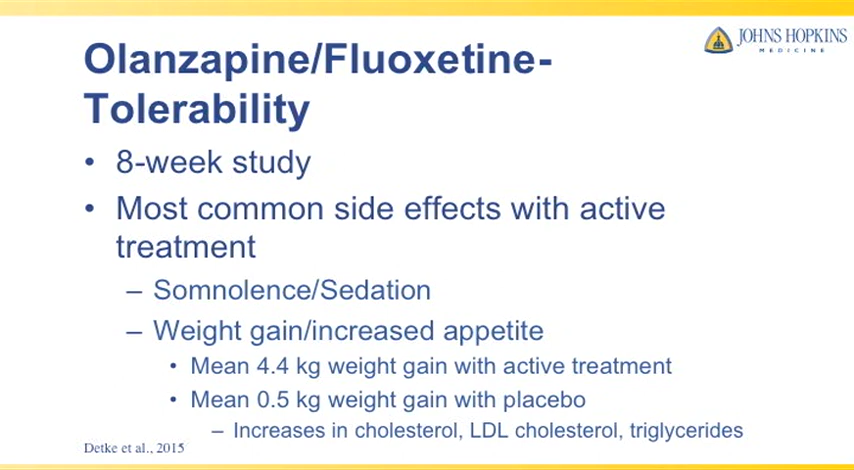 JOHNS HOPKINS
MEDICINE
Olanzapine/Fluoxetine-
Tolerability
• 8-week study
• Most common side effects with active
treatment
– Somnolence/Sedation
– Weight gain/increased appetite
• Mean 4.4 kg weight gain with active treatment
• Mean 0.5 kg weight gain with placebo
– Increases in cholesterol, LDL cholesterol, triglycerides
Detke et al., 2015